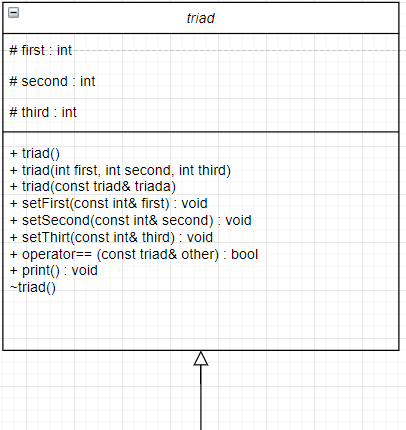 triad
# first : int
# second : int
# third : int
+ triad()
+ triad(int first, int second, int third)
+ triad(const triad& triada)
+ setFirst(const int& first) : void
+ setSecond(const int& second) : void
+ setThirt(const int& third) : void
+ operator== (const triad& other) : bool
+ print() : void
~triad()